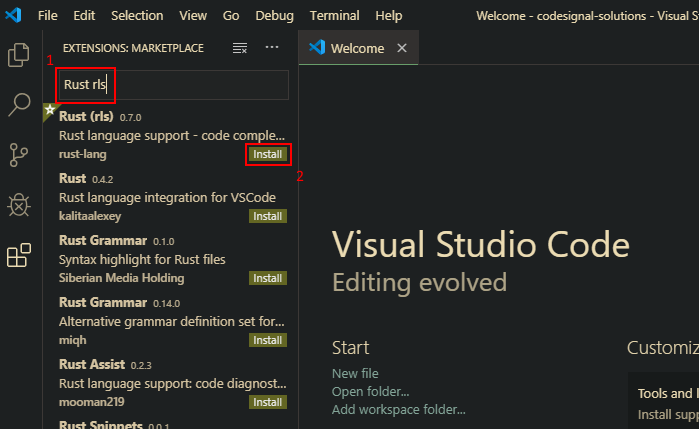 File Edit Selection View Go Debug Terminal Help Welcome - codesignal-solutions - Visual S
EXTENSIONS: MARKETPLACE
Welcome
1
Rust rls
Rust (rls) 0.7.0
Rust language support - code comple...
rust-lang Install
2
Rust 0.4.2
Rust language integration for VSCode
kalitaalexey Install
Rust Grammar 0.1.0
Syntax highlight for Rust files
Siberian Media Holding Install
Rust Grammar 0.14.0
Alternative grammar definition set for...
miqh Install
Rust Assist 0.2.3
Rust language support: code diagnost...
mooman219 Install
Rust Snippets 0.0.1
Visual Studio Code
Editing evolved
Start
New file
Open folder...
Add workspace folder...
Customiz
Tools and l
Install supp